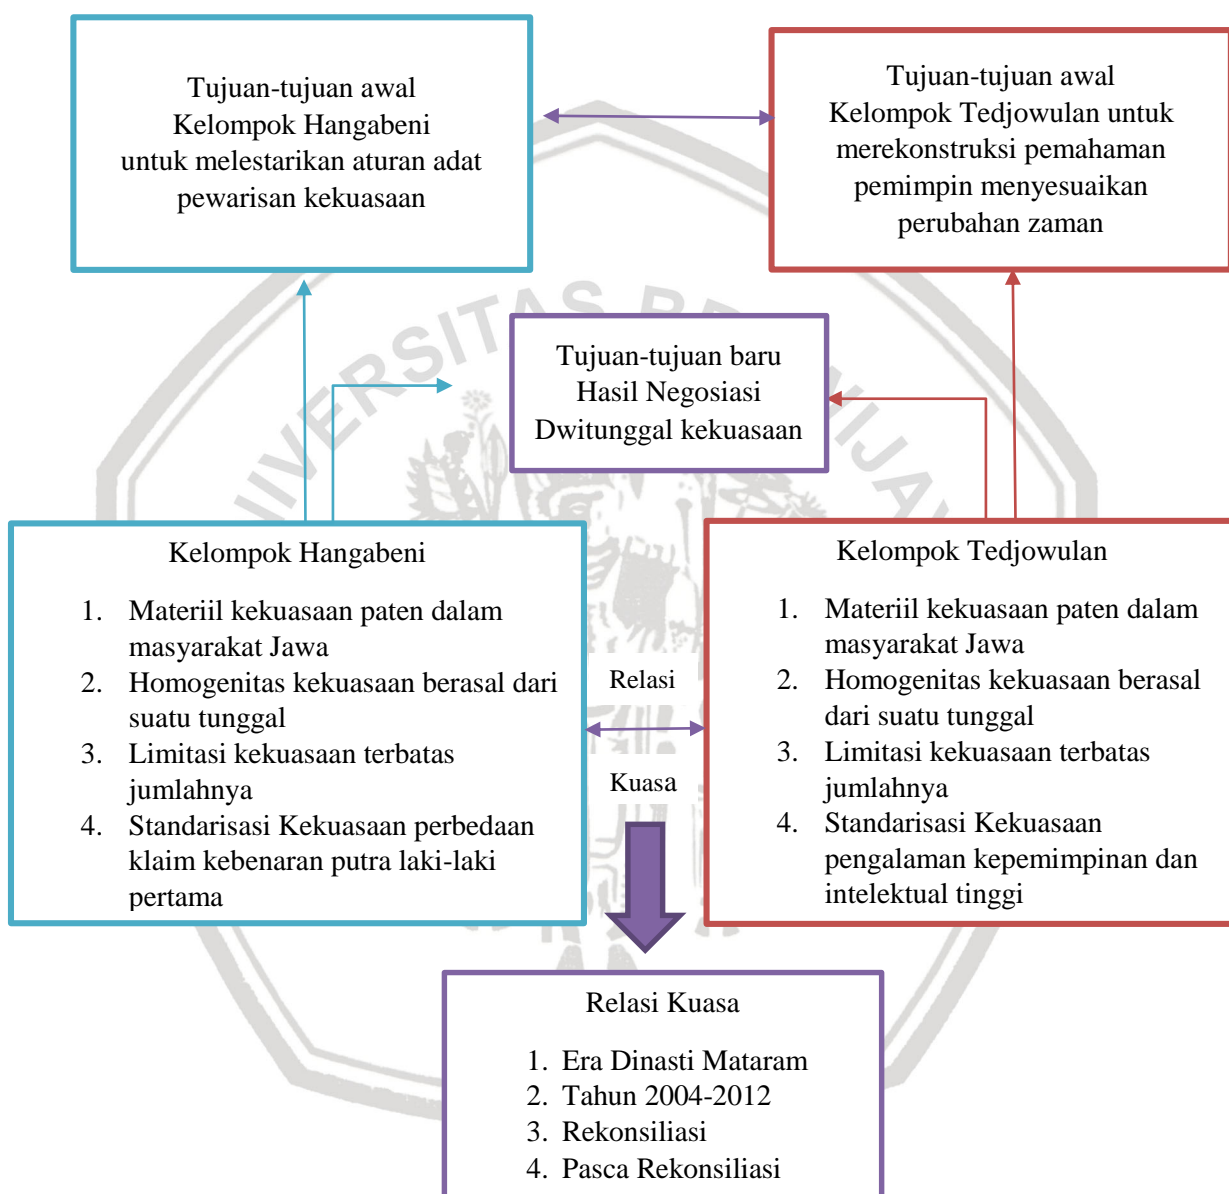 Tujuan-tujuan awal
Kelompok Hangabeni
untuk melestarikan aturan adat
pewarisan kekuasaan
Tujuan-tujuan awal
Kelompok Tedjowulan untuk
merekonstruksi pemahaman
pemimpin menyesuaikan
perubahan zaman
Tujuan-tujuan baru
Hasil Negosiasi
Dwitunggal kekuasaan
Kelompok Hangabeni
1. Materiil kekuasaan paten dalam
masyarakat Jawa
2. Homogenitas kekuasaan berasal dari
suatu tunggal
3. Limitasi kekuasaan terbatas
jumlahnya
4. Standarisasi Kekuasaan perbedaan
klaim kebenaran putra laki-laki
pertama
Relasi
Kuasa
Kelompok Tedjowulan
1. Materiil kekuasaan paten dalam
masyarakat Jawa
2. Homogenitas kekuasaan berasal
dari suatu tunggal
3. Limitasi kekuasaan terbatas
jumlahnya
4. Standarisasi Kekuasaan
pengalaman kepemimpinan dan
intelektual tinggi
Relasi Kuasa
1. Era Dinasti Mataram
2. Tahun 2004-2012
3. Rekonsiliasi
4. Pasca Rekonsiliasi